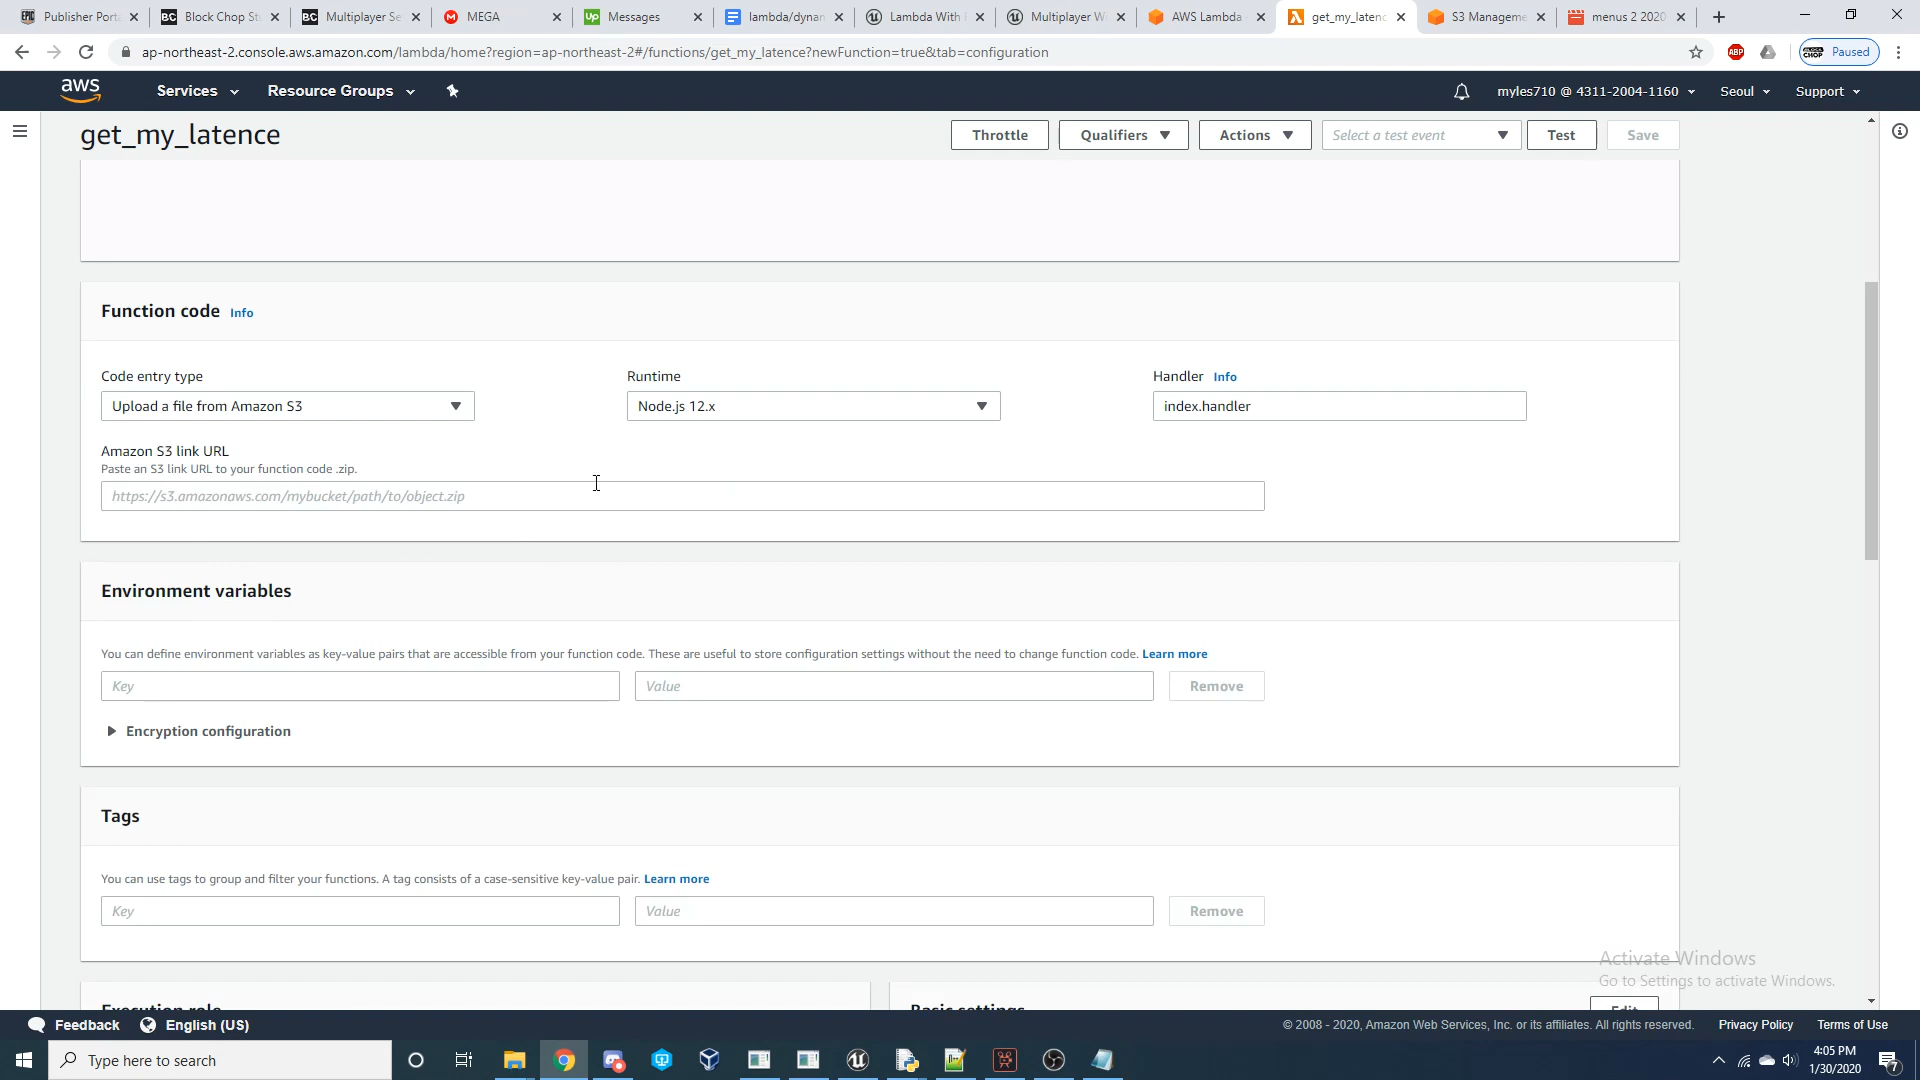 Publisher Port
Block Chop St
Multiplayer Se
MEGA
Messages
lambda/dynan
Lambda With
Multiplayer W
AWS Lambda
get_my_latenc
S3 Manageme
menus 2 2020
ap-northeast-2.console.aws.amazon.com/lambda/home?region=ap-northeast-2#/functions/get_my_latence?newFunction=true&tab=configuration
ABP
Paused
aws
Services
Resource Groups
myles710 @ 4311-2004-1160
Seoul
Support
get_my_latence
Throttle
Qualifiers
Actions
Select a test event
Test
Save
Function code Info
Code entry type
Runtime
Handler Info
Upload a file from Amazon S3
Node.js 12.x
index.handler
Amazon S3 link URL
Paste an S3 link URL to your function code .zip.
https://s3.amazonaws.com/mybucket/path/to/object.zip
Environment variables
You can define environment variables as key-value pairs that are accessible from your function code. These are useful to store configuration settings without the need to change function code. Learn more
Key
Value
Remove
Encryption configuration
Tags
You can use tags to group and filter your functions. A tag consists of a case-sensitive key-value pair. Learn more
Key
Value
Remove
Activate Windows
Go to Settings to activate Windows.
Execution role
Basic settings
Edit
Feedback
English (US)
© 2008 - 2020, Amazon Web Services, Inc. or its affiliates. All rights reserved.
Privacy Policy
Terms of Use
Type here to search
4:05 PM
1/30/2020
7